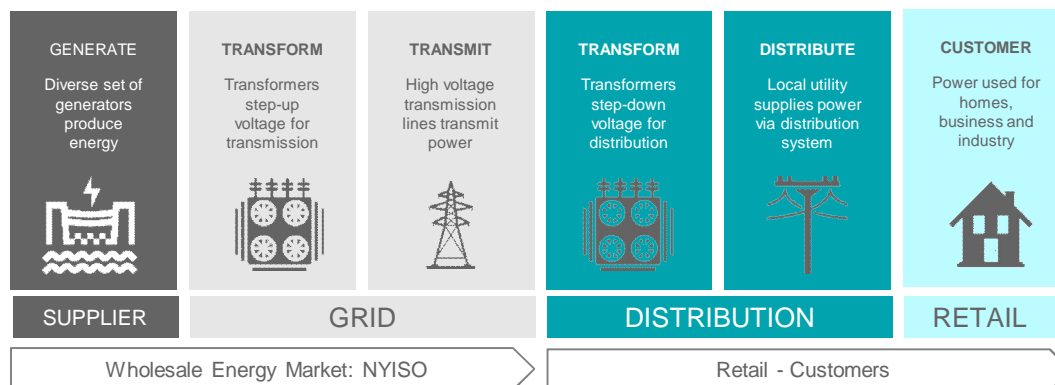 GENERATE
Diverse set of
generators
produce
energy
TRANSFORM
Transformers
step-up
voltage for
transmission
TRANSMIT
High voltage
transmission
lines transmit
power
TRANSFORM
Transformers
step-down
voltage for
distribution
DISTRIBUTE
Local utility
supplies power
via distribution
system
CUSTOMER
Power used for
homes,
business and
industry
SUPPLIER
GRID
DISTRIBUTION
RETAIL
Wholesale Energy Market: NYISO
Retail - Customers